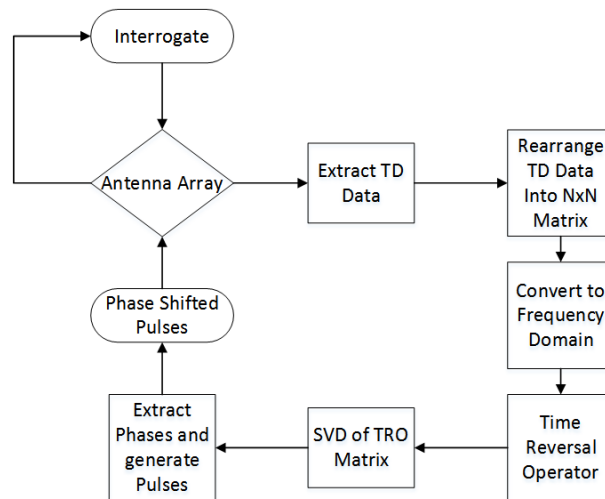 Interrogate
Antenna Array
Extract TD
Data
Rearrange
TD Data
Into NxN
Matrix
Convert to
Frequency
Domain
Time
Reversal
Operator
SVD of TRO
Matrix
Extract
Phases and
generate
Pulses
Phase Shifted
Pulses